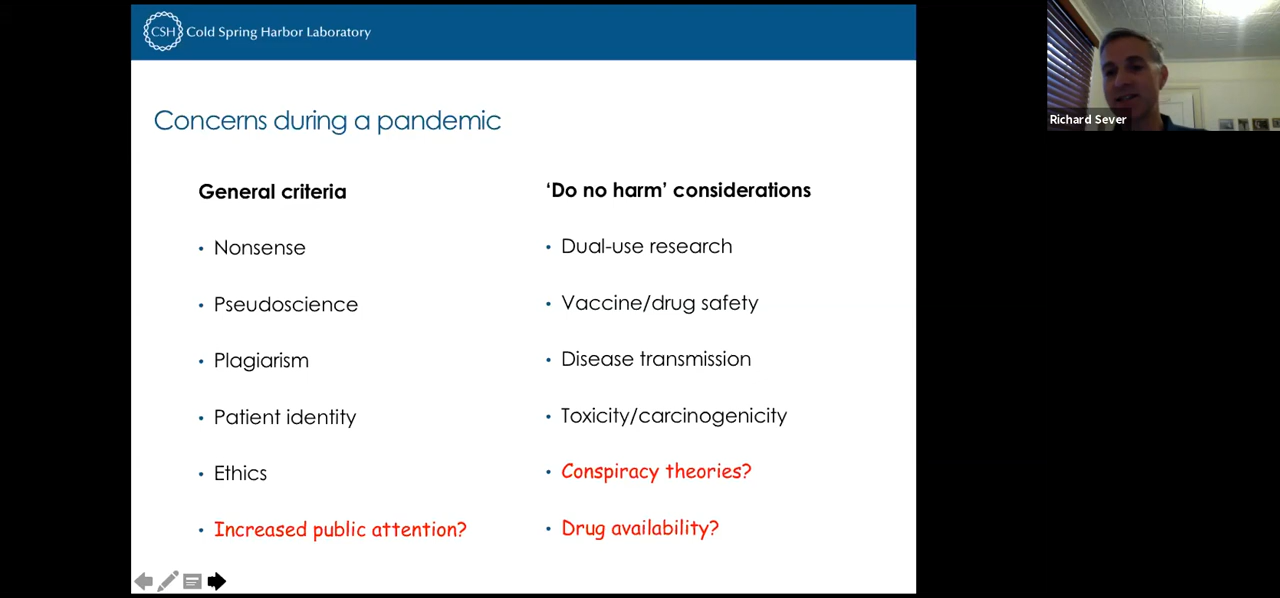 CSH Cold Spring Harbor Laboratory
Richard Sever
Concerns during a pandemic
General criteria
• Nonsense
• Pseudoscience
• Plagiarism
• Patient identity
• Ethics
• Increased public attention?
‘Do no harm’ considerations
• Dual-use research
• Vaccine/drug safety
• Disease transmission
• Toxicity/carcinogenicity
• Conspiracy theories?
• Drug availability?